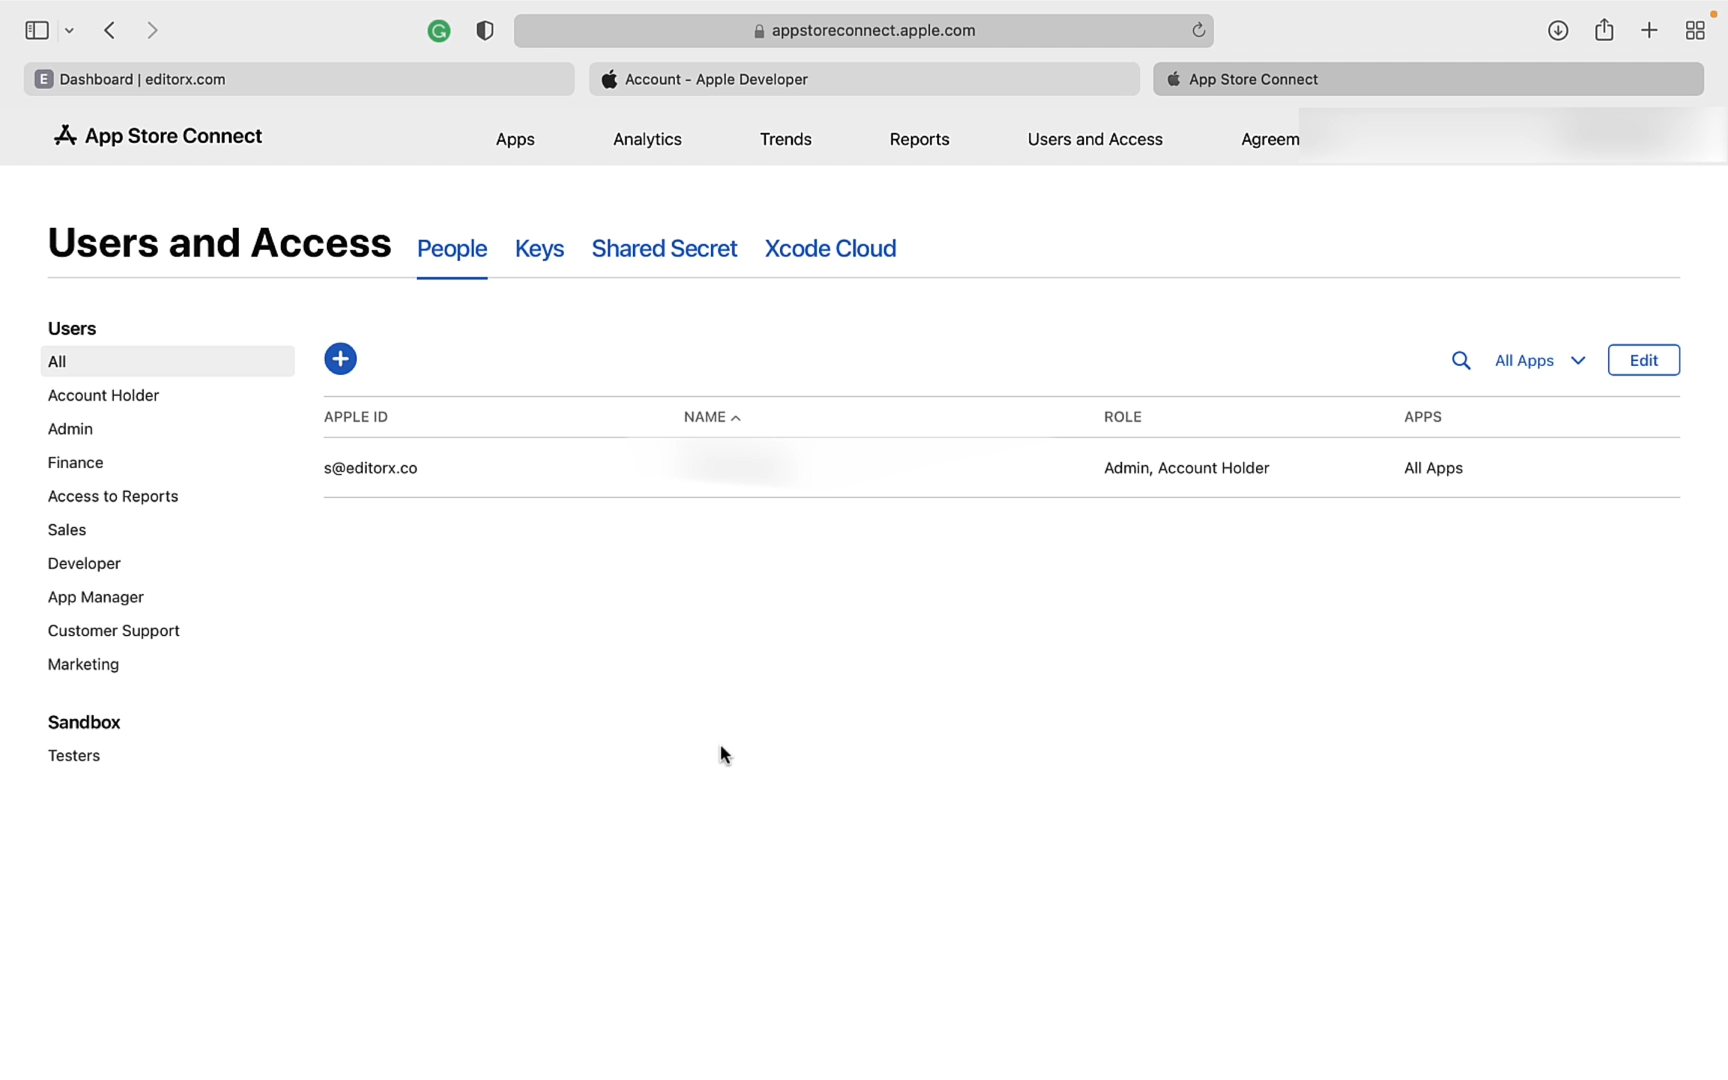 appstoreconnect.apple.com
E Dashboard | editorx.com
Account - Apple Developer
App Store Connect
App Store Connect
Apps
Analytics
Trends
Reports
Users and Access
Agreem
Users and Access
People
Keys
Shared Secret
Xcode Cloud
Users
All
Account Holder
Admin
Finance
Access to Reports
Sales
Developer
App Manager
Customer Support
Marketing
Sandbox
Testers
All Apps
Edit
APPLE ID
NAME
ROLE
APPS
s@editorx.co
Admin, Account Holder
All Apps